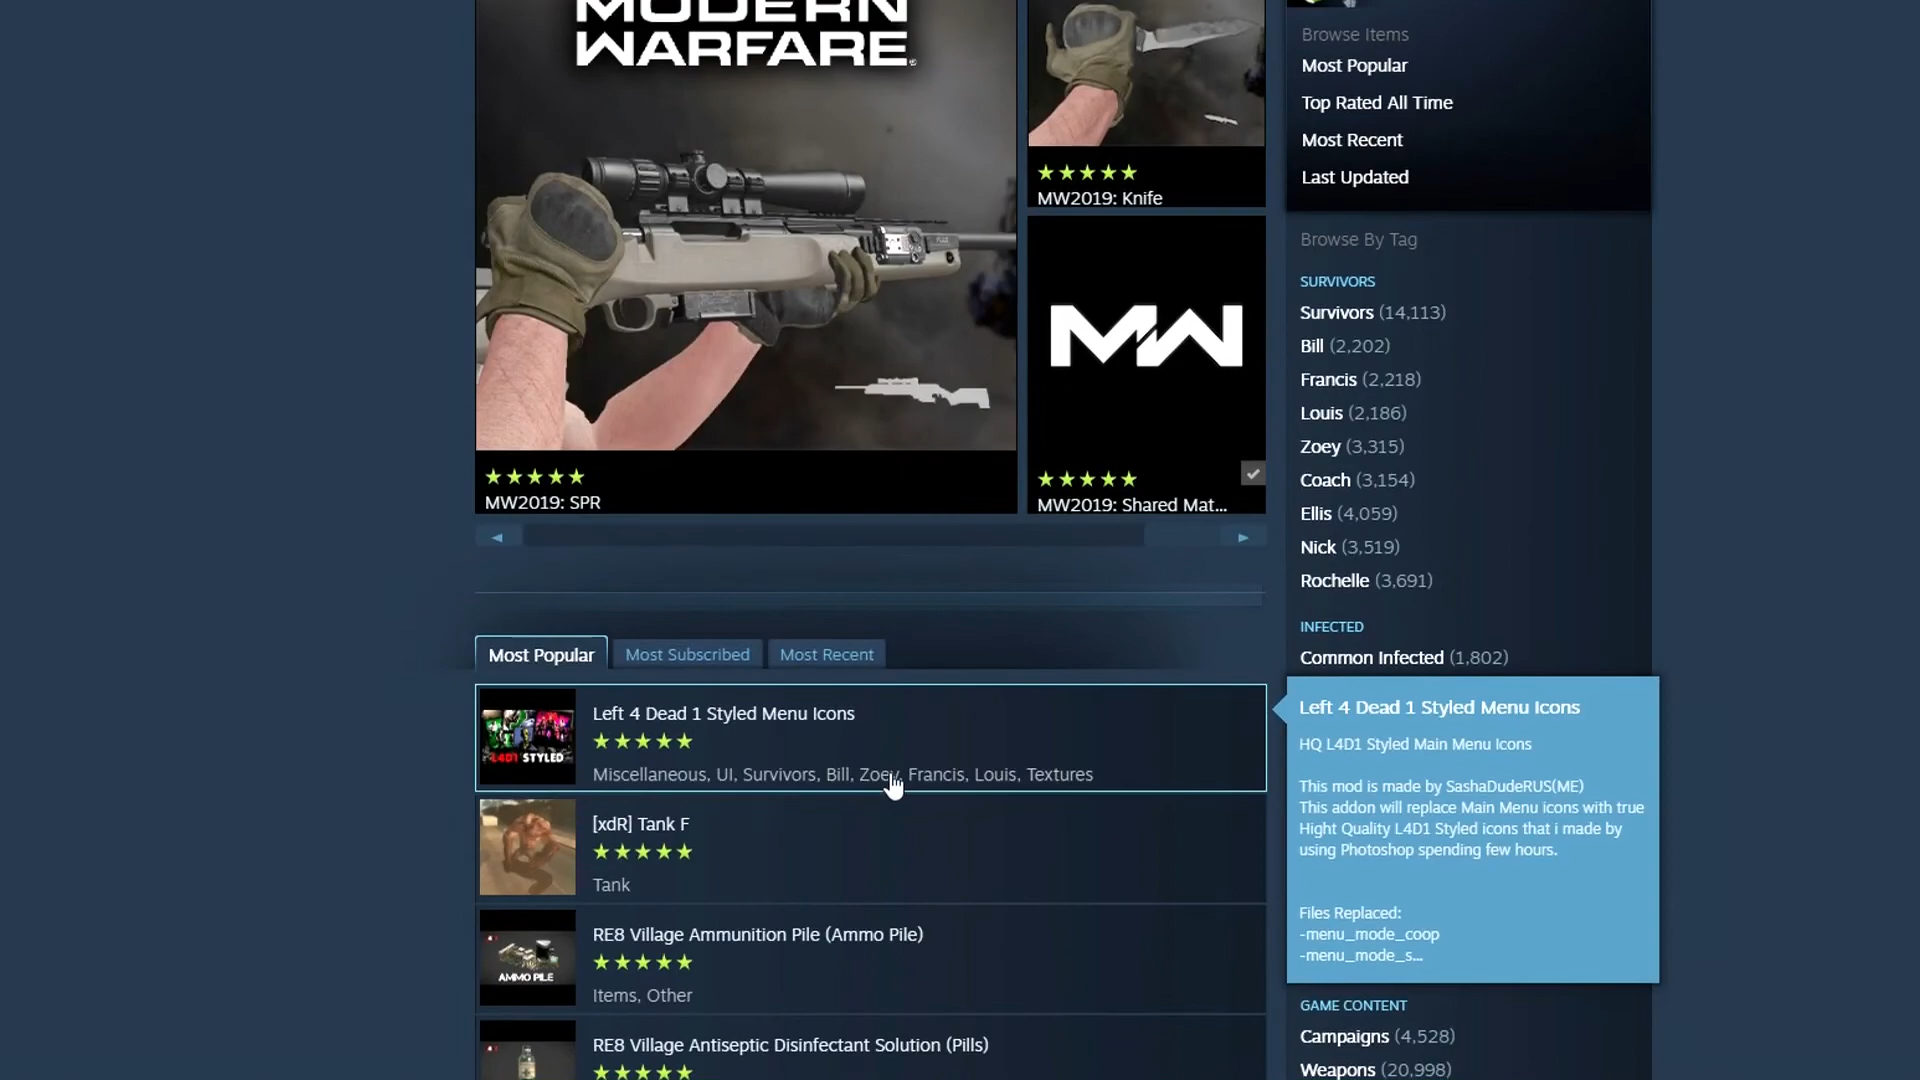 MODERN
WARFARE
MW2019: Knife
MW
MW2019: SPR
MW2019: Shared Mat...
Most Popular
Most Subscribed
Most Recent
Left 4 Dead 1 Styled Menu Icons
L4D1 STYLED
Miscellaneous, UI, Survivors, Bill, Zoey, Francis, Louis, Textures
[xdR] Tank F
Tank
RE8 Village Ammunition Pile (Ammo Pile)
AMMO PILE
Items, Other
RE8 Village Antiseptic Disinfectant Solution (Pills)
Browse Items
Most Popular
Top Rated All Time
Most Recent
Last Updated
Browse By Tag
SURVIVORS
Survivors (14,113)
Bill (2,202)
Francis (2,218)
Louis (2,186)
Zoey (3,315)
Coach (3,154)
Ellis (4,059)
Nick (3,519)
Rochelle (3,691)
INFECTED
Common Infected (1,802)
Left 4 Dead 1 Styled Menu Icons
HQ L4D1 Styled Main Menu Icons
This mod is made by SashaDudeRUS(ME)
This addon will replace Main Menu icons with true
Hight Quality L4D1 Styled icons that i made by
using Photoshop spending few hours.
Files Replaced:
-menu_mode_coop
-menu_mode_s...
GAME CONTENT
Campaigns (4,528)
Weapons (20,998)